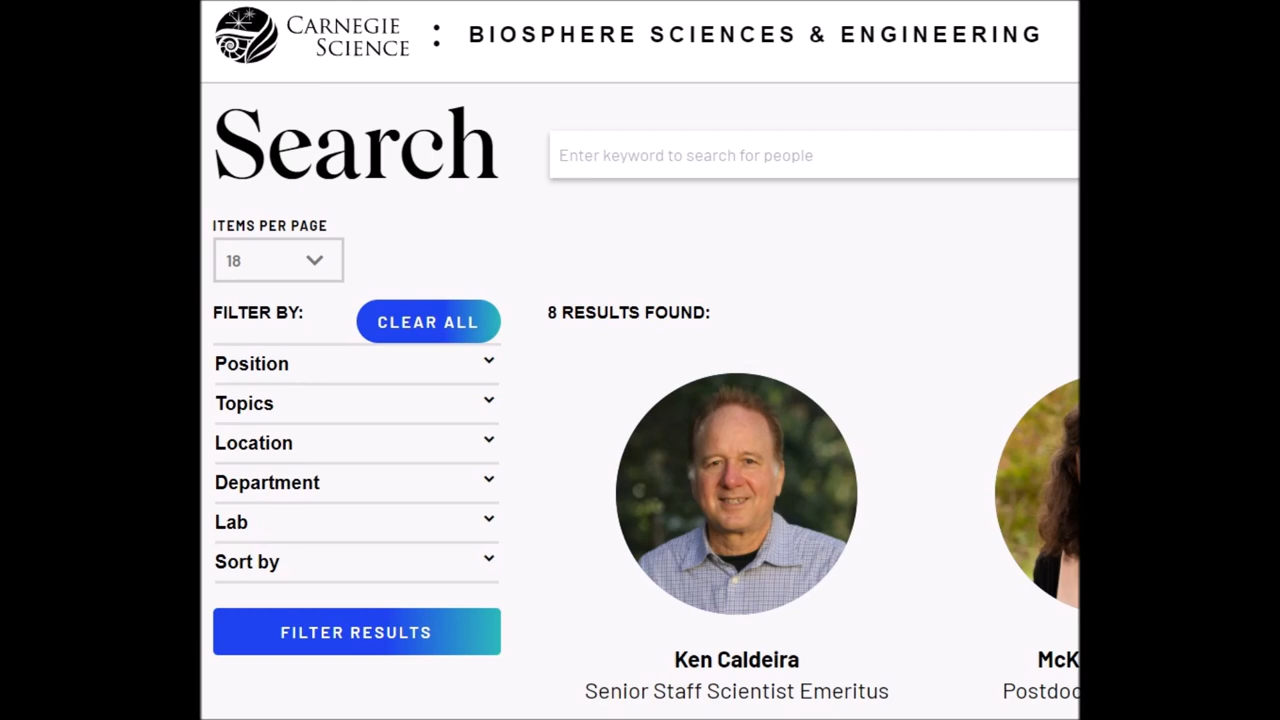 CARNEGIE
SCIENCE
: BIOSPHERE SCIENCES & ENGINEERING
Search
Enter keyword to search for people
ITEMS PER PAGE
18
FILTER BY:
CLEAR ALL
8 RESULTS FOUND:
Position
Topics
Location
Department
Lab
Sort by
FILTER RESULTS
Ken Caldeira
Senior Staff Scientist Emeritus
McK
Postdoc